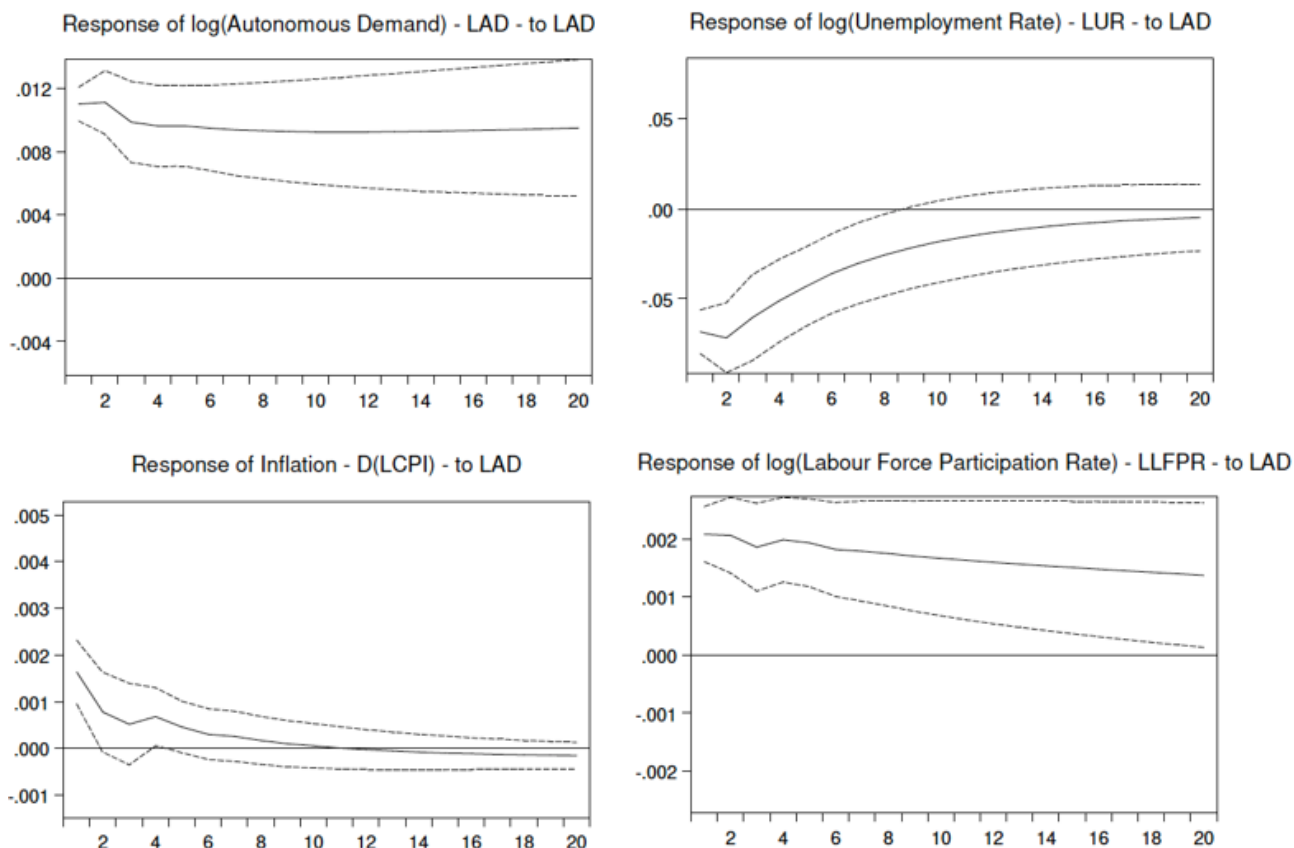 Response of log(Autonomous Demand) - LAD - to LAD
.012
.008
.004
.000
-.004
2 4 6 8 10 12 14 16 18 20
Response of log(Unemployment Rate) - LUR - to LAD
.05
.00
-.05
2 4 6 8 10 12 14 16 18 20
Response of Inflation - D(LCPI) - to LAD
.005
.004
.003
.002
.001
.000
-.001
2 4 6 8 10 12 14 16 18 20
Response of log(Labour Force Participation Rate) - LLFPR - to LAD
.002
.001
.000
-.001
-.002
2 4 6 8 10 12 14 16 18 20